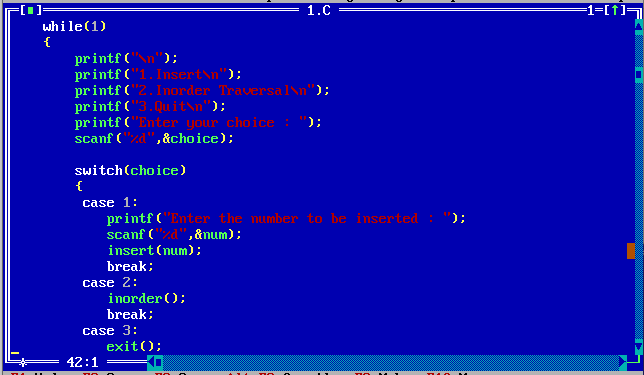 1.C 1=[↑]
while(1)
{
printf("\n");
printf("1.Insert\n");
printf("2.Inorder Traversal\n");
printf("3.Quit\n");
printf("Enter your choice : ");
scanf("%d",&choice);
switch(choice)
{
case 1:
printf("Enter the number to be inserted : ");
scanf("%d",&num);
insert(num);
break;
case 2:
inorder();
break;
case 3:
exit();
42:1